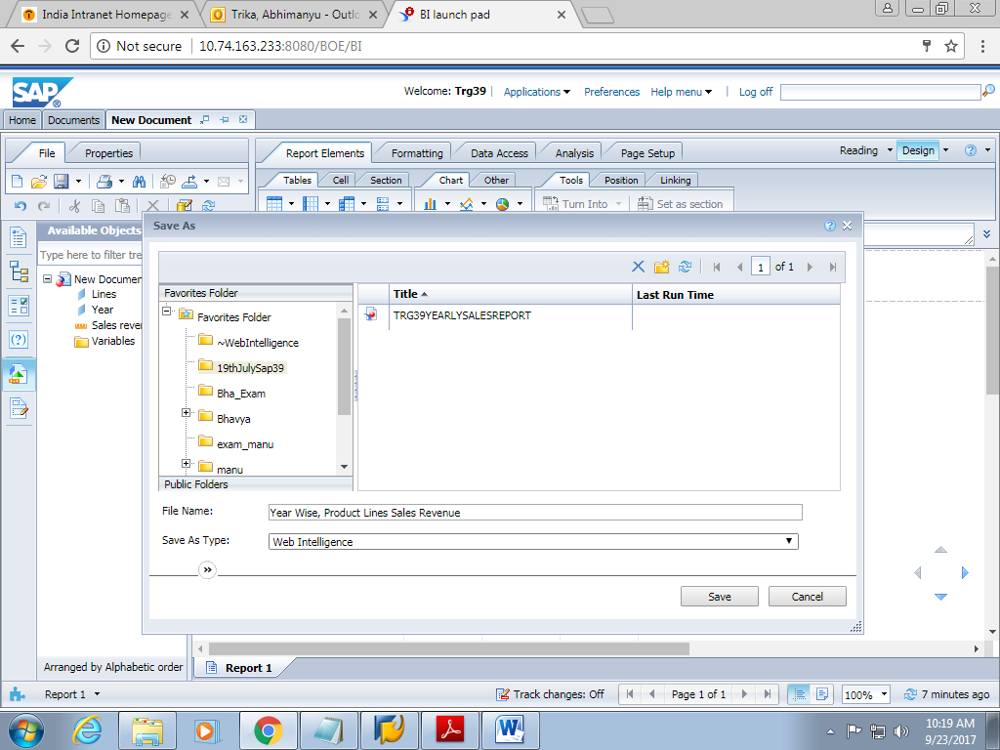 India Intranet Homepage
Trika, Abhimanyu - Outlo
BI launch pad
Not secure
10.74.163.233:8080/BOE/BI
SAP
Welcome: Trg39
Applications
Preferences
Help menu
Log off
Home
Documents
New Document
File
Properties
Report Elements
Formatting
Data Access
Analysis
Page Setup
Reading
Design
Tables
Cell
Section
Chart
Other
Tools
Position
Linking
Turn Into
Set as section
Available Objects
Save As
Type here to filter tre
1 of 1
New Documen
Lines
Year
Sales reve
Variables
Favorites Folder
Title
Last Run Time
Favorites Folder
TRG39YEARLYSALESREPORT
~WebIntelligence
19thJulySap39
Bha_Exam
Bhavya
exam_manu
manu
Public Folders
File Name:
Year Wise, Product Lines Sales Revenue
Save As Type:
Web Intelligence
Save
Cancel
Arranged by Alphabetic order
Report 1
Report 1
Track changes: Off
Page 1 of 1
100%
7 minutes ago
10:19 AM
9/23/2017